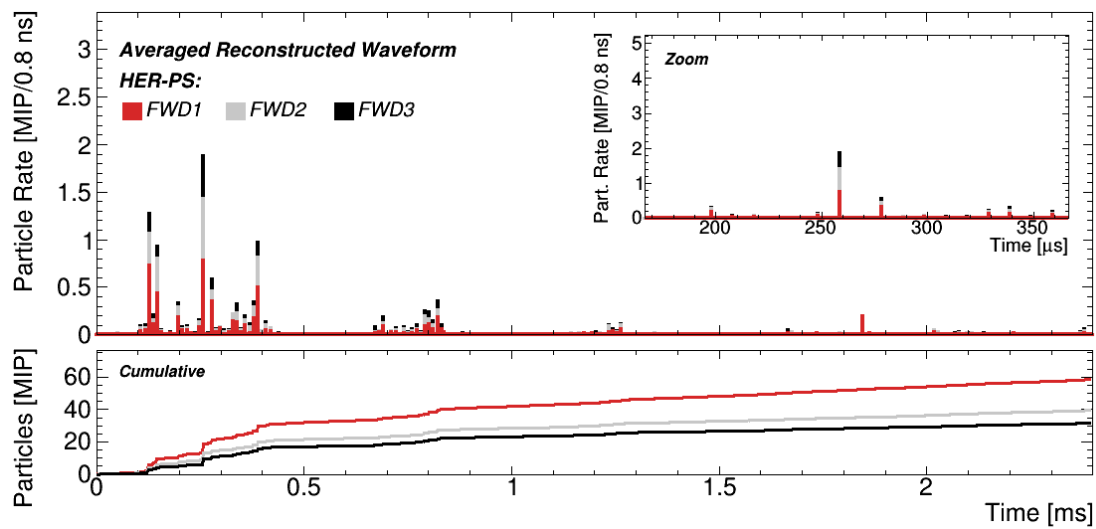 Averaged Reconstructed Waveform
HER-PS:
FWD1 FWD2 FWD3
Particle Rate [MIP/0.8 ns]
3
2.5
2
1.5
1
0.5
0
Zoom
Part. Rate [MIP/0.8 ns]
5
4
3
2
1
0
200 250 300 350
Time [μs]
Cumulative
Particles [MIP]
60
40
20
0
0 0.5 1 1.5 2
Time [ms]